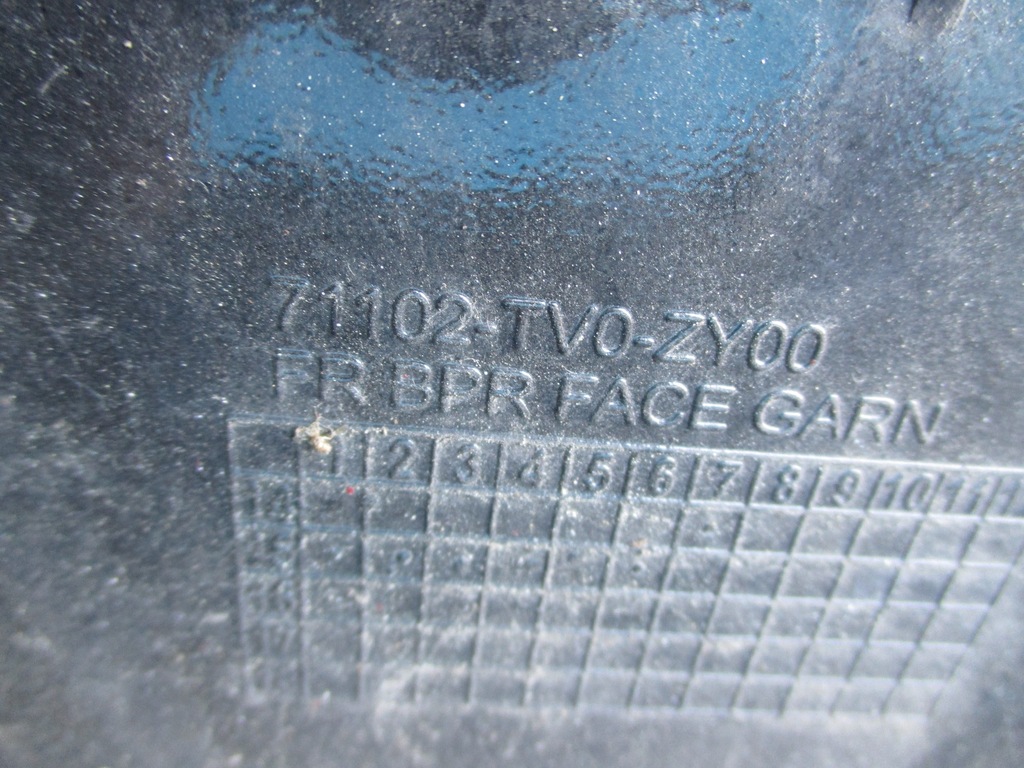 71102-TV0-ZY00
FR BPR FACE GARN
1 2 3 4 5 6 7 8 9 10 11